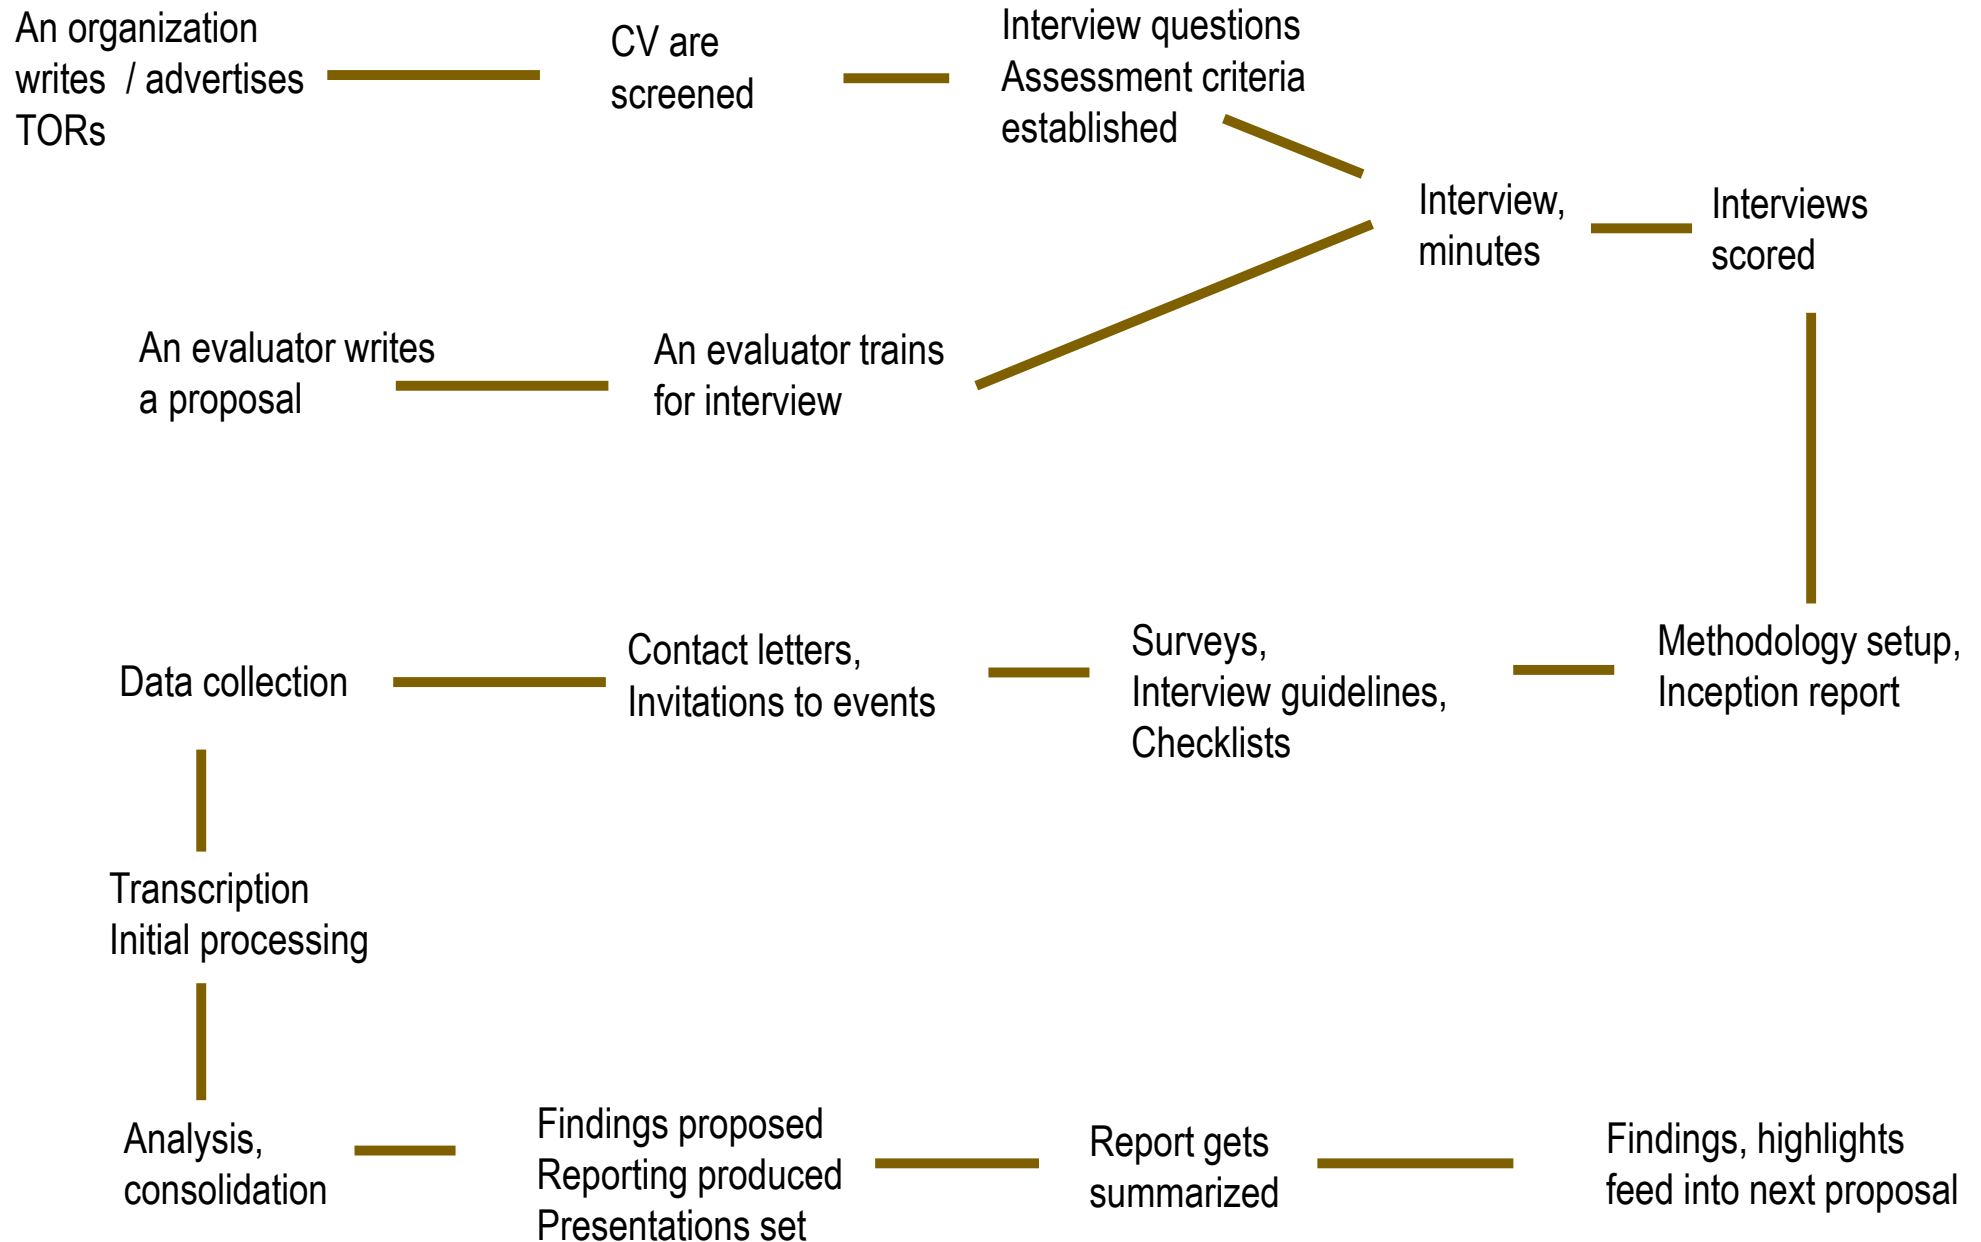 An organization
writes / advertises
TORs
CV are
screened
Interview questions
Assessment criteria
established
Interview,
minutes
Interviews
scored
An evaluator writes
a proposal
An evaluator trains
for interview
Methodology setup,
Inception report
Surveys,
Interview guidelines,
Checklists
Contact letters,
Invitations to events
Data collection
Transcription
Initial processing
Analysis,
consolidation
Findings proposed
Reporting produced
Presentations set
Report gets
summarized
Findings, highlights
feed into next proposal